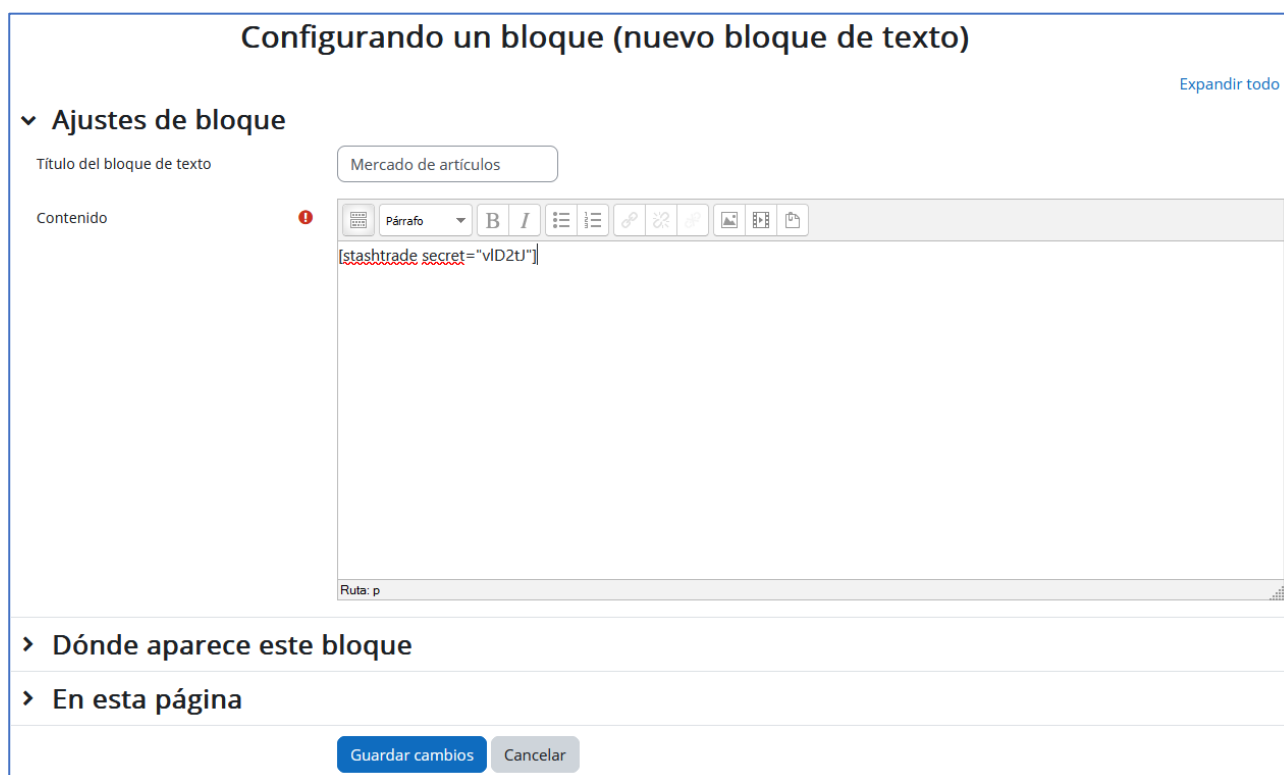 Configurando un bloque (nuevo bloque de texto)
Expandir todo
Ajustes de bloque
Título del bloque de texto
Mercado de artículos
Contenido
Párrafo
B I
[stashtrade secret="vlD2tJ"]
Ruta: p
Dónde aparece este bloque
En esta página
Guardar cambios Cancelar